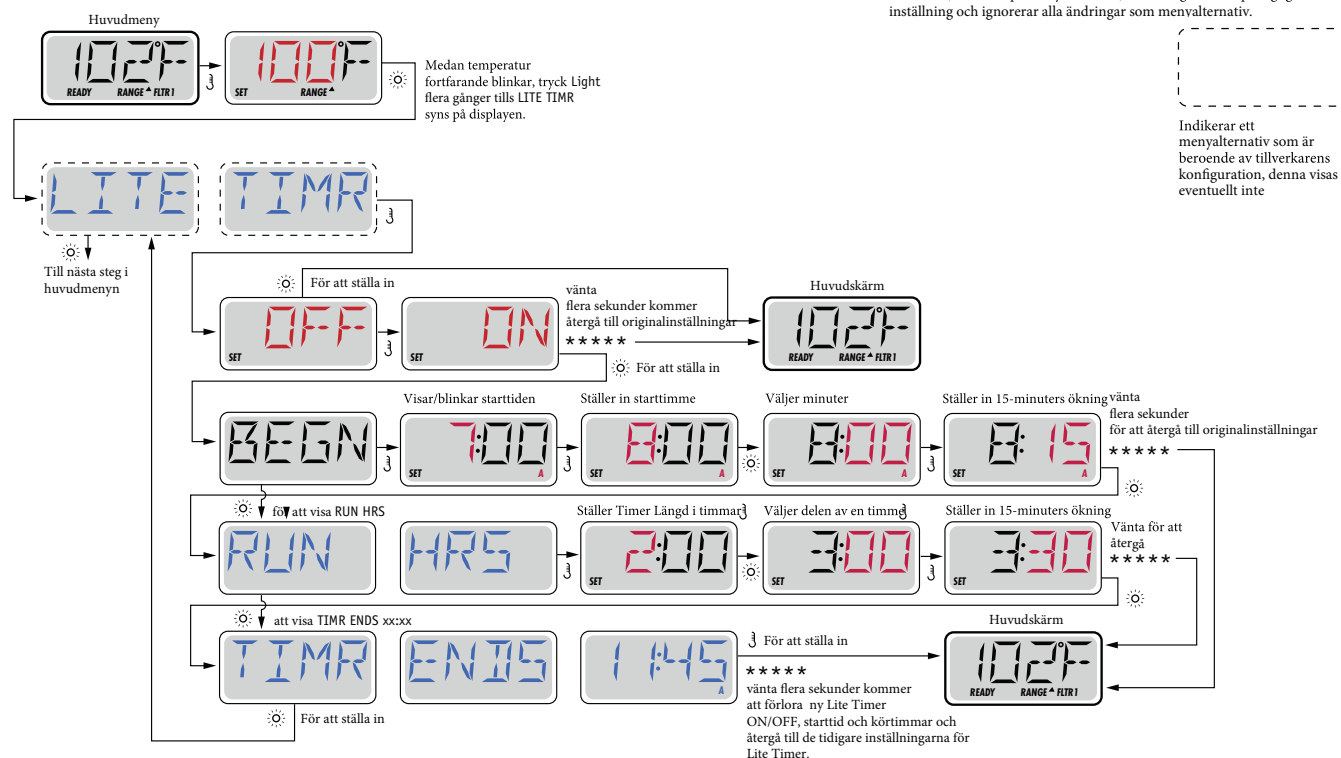 inställning och ignorerar alla ändringar som menyalternativ.
Huvudmeny
102°F
READY RANGE FLTR1
100°F
SET RANGE
Medan temperatur
fortfarande blinkar, tryck Light
flera gånger tills LITE TIMR
syns på displayen.
Indikerar ett
menyalternativ som är
beroende av tillverkarens
konfiguration, denna visas
eventuellt inte
LITE
TIMR
Till nästa steg i
huvudmenyn
För att ställa in
OFF
SET
ON
SET
vänta
flera sekunder kommer
återgå till originalinställningar
*****
Huvudskärm
102°F
READY RANGE FLTR1
För att ställa in
BEGN
Visar/blinkar starttiden
7:00
SET A
Ställer in starttimme
8:00
SET A
Väljer minuter
8:00
SET A
Ställer in 15-minuters ökning
8:15
SET A
vänta
flera sekunder
för att återgå till originalinställningar
*****
för att visa RUN HRS
RUN
HRS
Ställer Timer Längd i timmar
2:00
SET
Väljer delen av en timme
3:00
SET
Ställer in 15-minuters ökning
3:30
SET
Vänta för att
återgå
*****
att visa TIMR ENDS xx:xx
TIMR
ENDS
11:45
A
För att ställa in
*****
vänta flera sekunder kommer
att förlora ny Lite Timer
ON/OFF, starttid och körtimmar och
återgå till de tidigare inställningarna för
Lite Timer.
Huvudskärm
102°F
READY RANGE FLTR1
För att ställa in